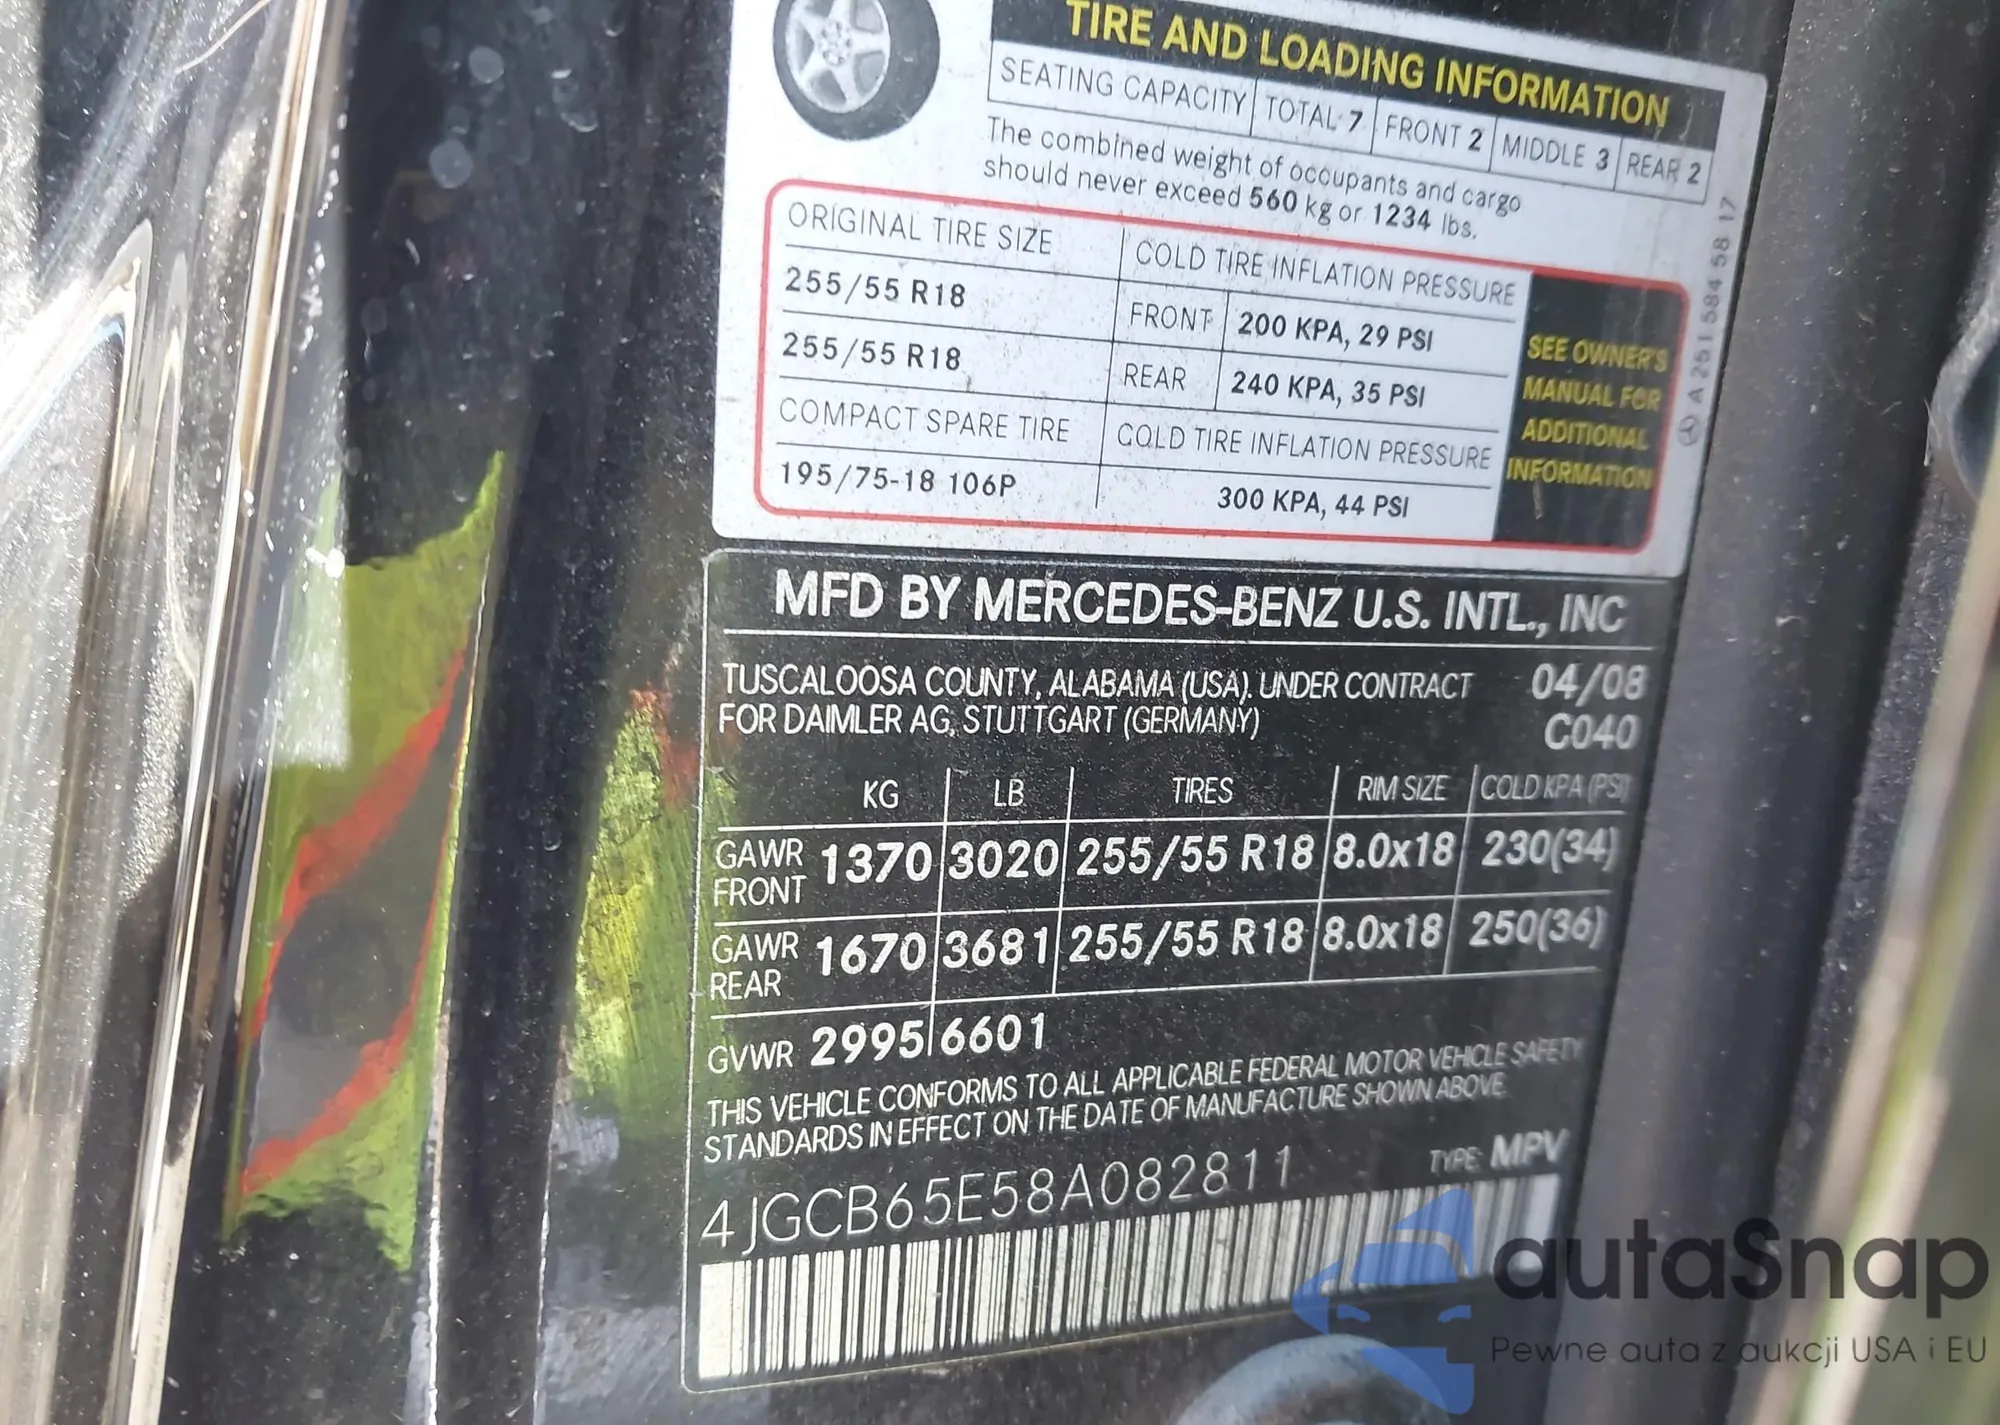 TIRE AND LOADING INFORMATION
SEATING CAPACITY TOTAL 7 FRONT 2 MIDDLE 3 REAR 2
The combined weight of occupants and cargo
should never exceed 560 kg or 1234 lbs.
ORIGINAL TIRE SIZE COLD TIRE INFLATION PRESSURE
255/55 R18 FRONT 200 KPA, 29 PSI
255/55 R18 REAR 240 KPA, 35 PSI
COMPACT SPARE TIRE COLD TIRE INFLATION PRESSURE
195/75-18 106P 300 KPA, 44 PSI
SEE OWNER'S
MANUAL FOR
ADDITIONAL
INFORMATION
A 251 584 58 17
MFD BY MERCEDES-BENZ U.S. INTL., INC
TUSCALOOSA COUNTY, ALABAMA (USA), UNDER CONTRACT 04/08
FOR DAIMLER AG, STUTTGART (GERMANY) C040
KG LB TIRES RIM SIZE COLD KPA (PSI)
GAWR FRONT 1370 3020 255/55 R18 8.0x18 230(34)
GAWR REAR 1670 3681 255/55 R18 8.0x18 250(36)
GVWR 2995 6601
THIS VEHICLE CONFORMS TO ALL APPLICABLE FEDERAL MOTOR VEHICLE SAFETY
STANDARDS IN EFFECT ON THE DATE OF MANUFACTURE SHOWN ABOVE.
4JGCB65E58A082811 TYPE: MPV
autaSnap
Pewne auta z aukcji USA i EU